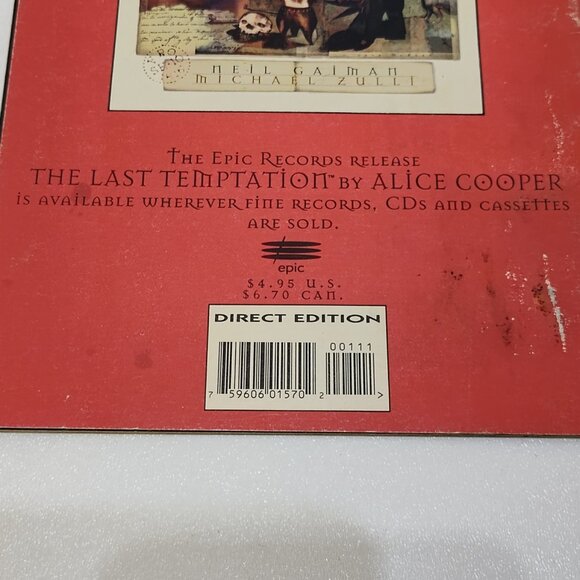 NEIL GAIMAN
MICHAEL ZULLI
THE EPIC RECORDS RELEASE
THE LAST TEMPTATION™ BY ALICE COOPER
IS AVAILABLE WHEREVER FINE RECORDS, CDS AND CASSETTES
ARE SOLD.
epic
$4.95 U.S.
$6.70 CAN.
DIRECT EDITION
00111
7 59606 01570 2 >